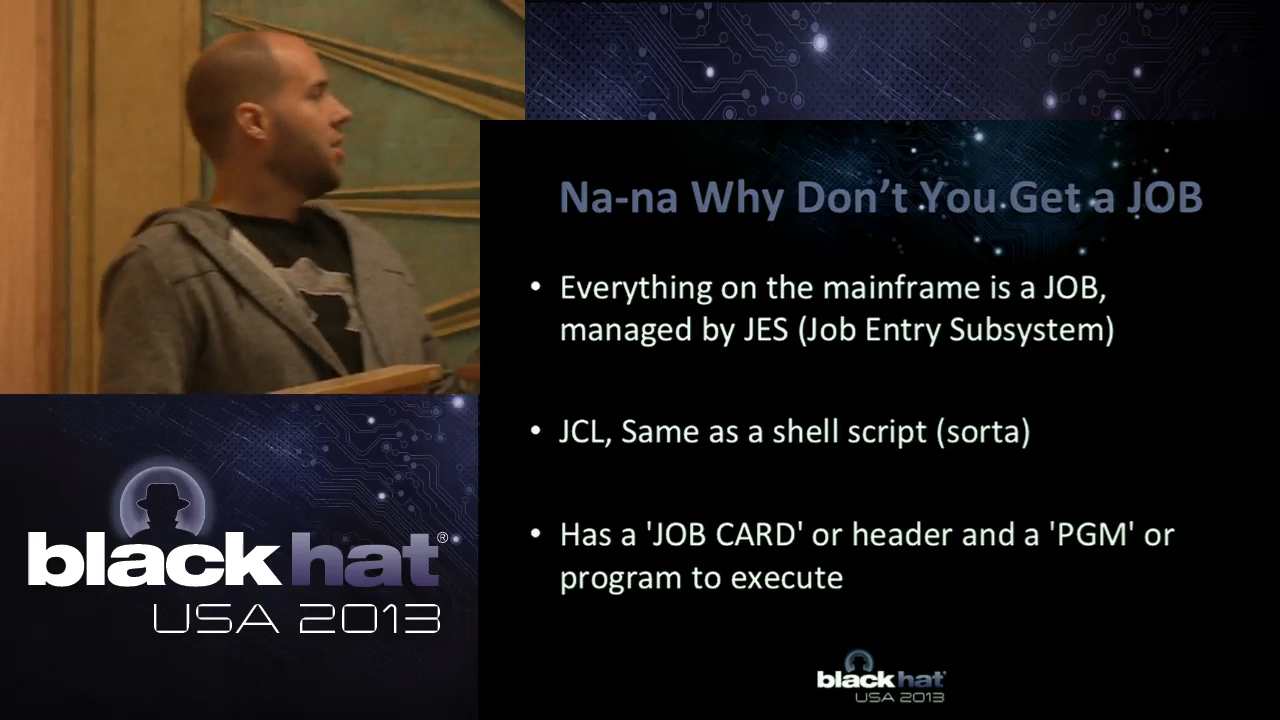 Na-na Why Don’t You Get a JOB
• Everything on the mainframe is a JOB,
managed by JES (Job Entry Subsystem)
• JCL, Same as a shell script (sorta)
• Has a 'JOB CARD' or header and a 'PGM' or
program to execute
black hat®
USA 2013
black hat®
USA 2013